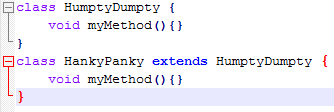 class HumptyDumpty {
    void myMethod(){}
}
class HankyPanky extends HumptyDumpty {
    void myMethod(){}
}